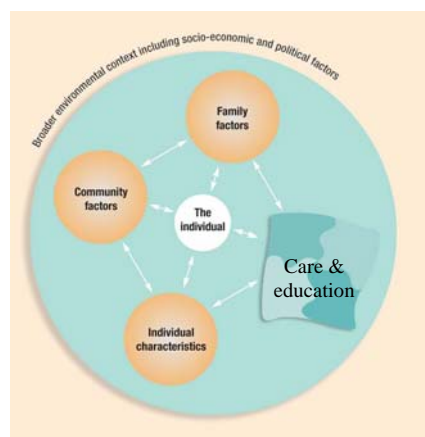 Broader environmental context including socio-economic and political factors
Family
factors
Community
factors
The
individual
Care &
education
Individual
characteristics